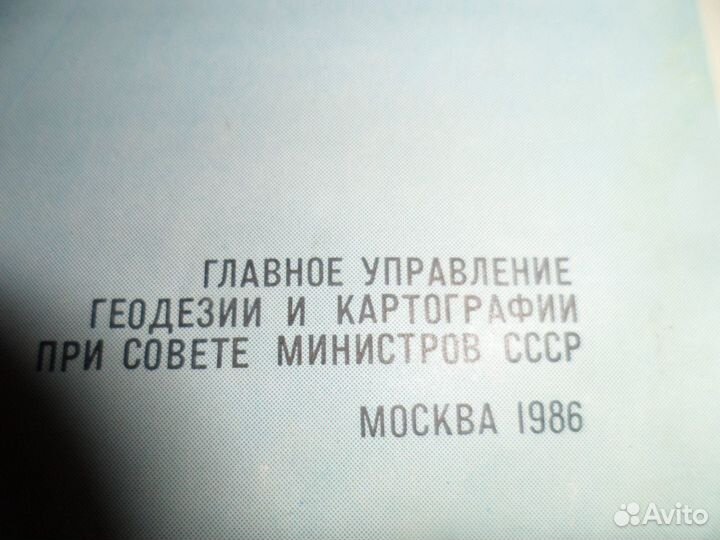 ГЛАВНОЕ УПРАВЛЕНИЕ
ГЕОДЕЗИИ И КАРТОГРАФИИ
ПРИ СОВЕТЕ МИНИСТРОВ СССР
МОСКВА 1986
Avito